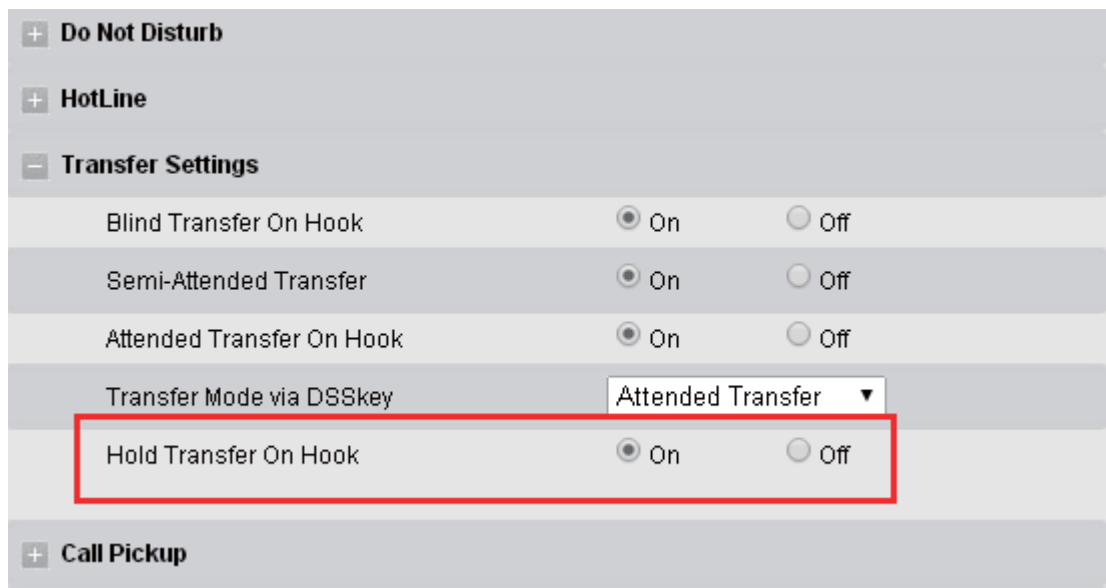 Do Not Disturb
HotLine
Transfer Settings
Blind Transfer On Hook On Off
Semi-Attended Transfer On Off
Attended Transfer On Hook On Off
Transfer Mode via DSSkey Attended Transfer
Hold Transfer On Hook On Off
Call Pickup